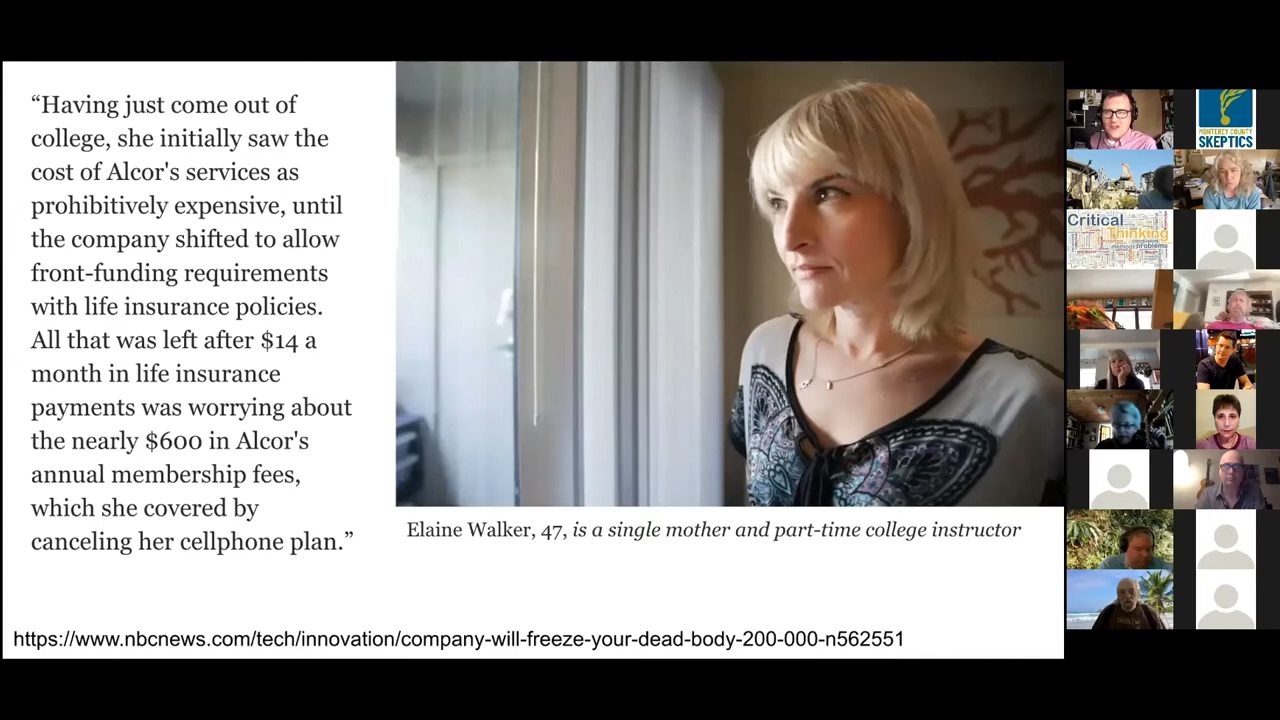 “Having just come out of
college, she initially saw the
cost of Alcor's services as
prohibitively expensive, until
the company shifted to allow
front-funding requirements
with life insurance policies.
All that was left after $14 a
month in life insurance
payments was worrying about
the nearly $600 in Alcor's
annual membership fees,
which she covered by
canceling her cellphone plan.”
Elaine Walker, 47, is a single mother and part-time college instructor
https://www.nbcnews.com/tech/innovation/company-will-freeze-your-dead-body-200-000-n562551
MONTEREY COUNTY
SKEPTICS
Critical
Thinking
methods problems